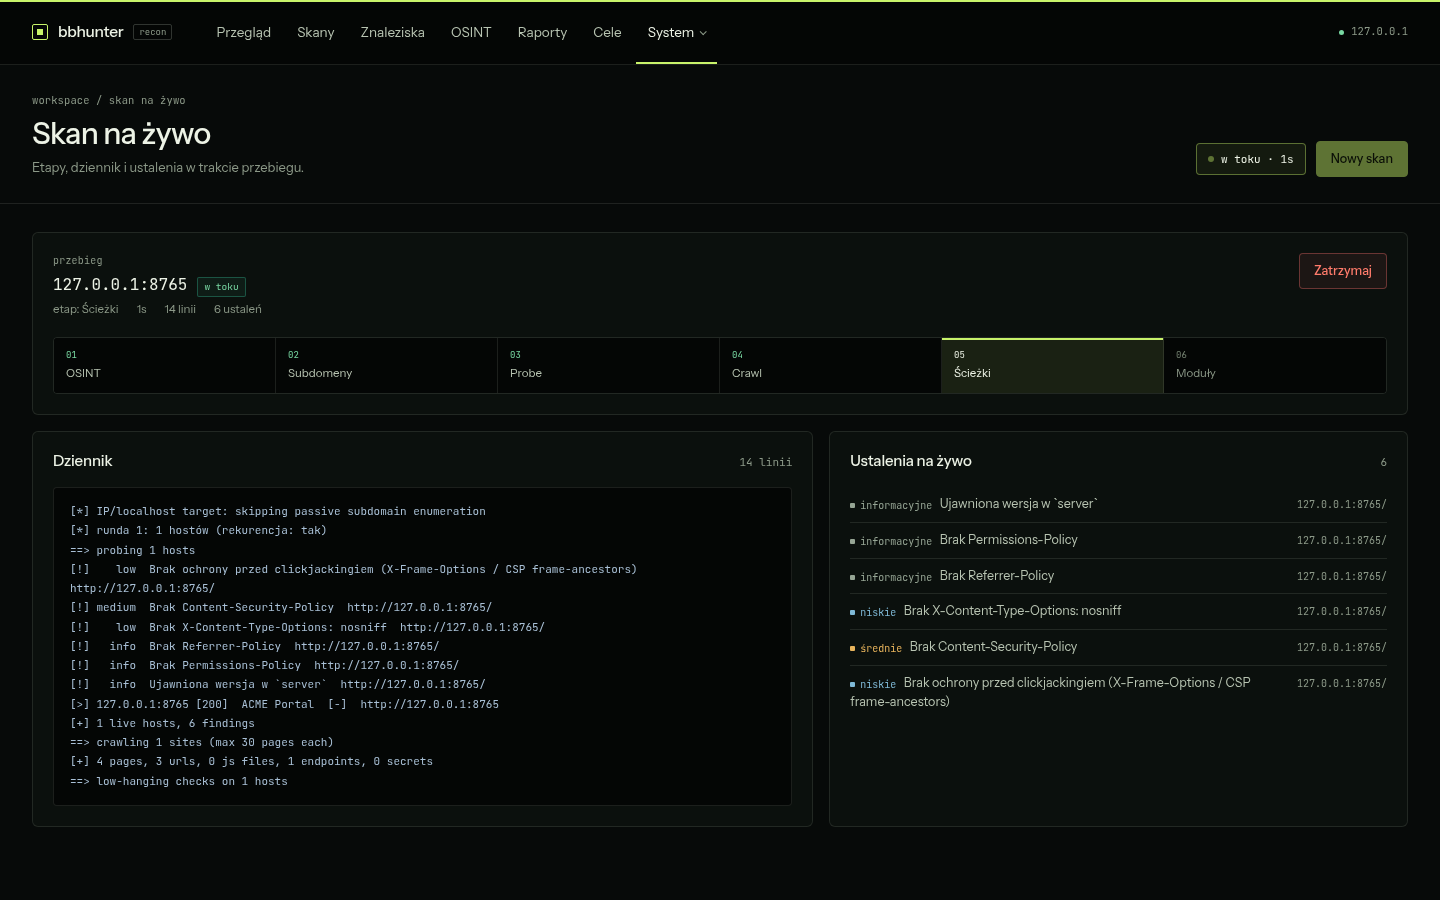 bbhunter recon Przegląd Skany Znaleziska OSINT Raporty Cele System 127.0.0.1
workspace / skan na żywo
Skan na żywo
Etapy, dziennik i ustalenia w trakcie przebiegu.
w toku · 1s Nowy skan
przebieg
127.0.0.1:8765 w toku
Zatrzymaj
etap: Ścieżki 1s 14 linii 6 ustaleń
01 02 03 04 05 06
OSINT Subdomeny Probe Crawl Ścieżki Moduły
Dziennik 14 linii
[*] IP/localhost target: skipping passive subdomain enumeration
[*] runda 1: 1 hostów (rekurencja: tak)
==> probing 1 hosts
[!]    low  Brak ochrony przed clickjackingiem (X-Frame-Options / CSP frame-ancestors)
http://127.0.0.1:8765/
[!] medium  Brak Content-Security-Policy  http://127.0.0.1:8765/
[!]    low  Brak X-Content-Type-Options: nosniff  http://127.0.0.1:8765/
[!]   info  Brak Referrer-Policy  http://127.0.0.1:8765/
[!]   info  Brak Permissions-Policy  http://127.0.0.1:8765/
[!]   info  Ujawniona wersja w `server`  http://127.0.0.1:8765/
[>] 127.0.0.1:8765 [200]  ACME Portal  [-]  http://127.0.0.1:8765
[+] 1 live hosts, 6 findings
==> crawling 1 sites (max 30 pages each)
[+] 4 pages, 3 urls, 0 js files, 1 endpoints, 0 secrets
==> low-hanging checks on 1 hosts
Ustalenia na żywo 6
informacyjne Ujawniona wersja w `server` 127.0.0.1:8765/
informacyjne Brak Permissions-Policy 127.0.0.1:8765/
informacyjne Brak Referrer-Policy 127.0.0.1:8765/
niskie Brak X-Content-Type-Options: nosniff 127.0.0.1:8765/
średnie Brak Content-Security-Policy 127.0.0.1:8765/
niskie Brak ochrony przed clickjackingiem (X-Frame-Options / CSP 127.0.0.1:8765/
frame-ancestors)